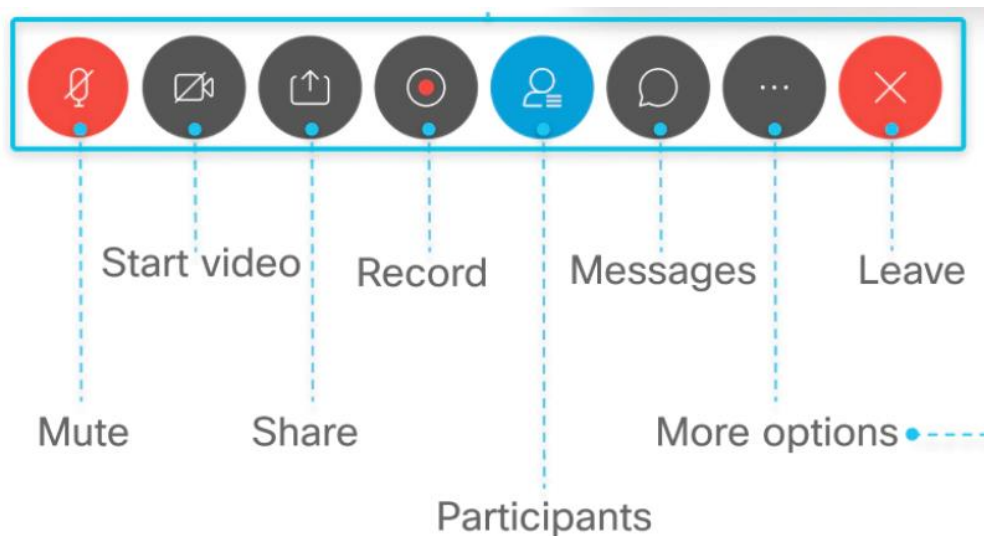 Start video
Record
Messages
Leave
Mute
Share
More options
Participants